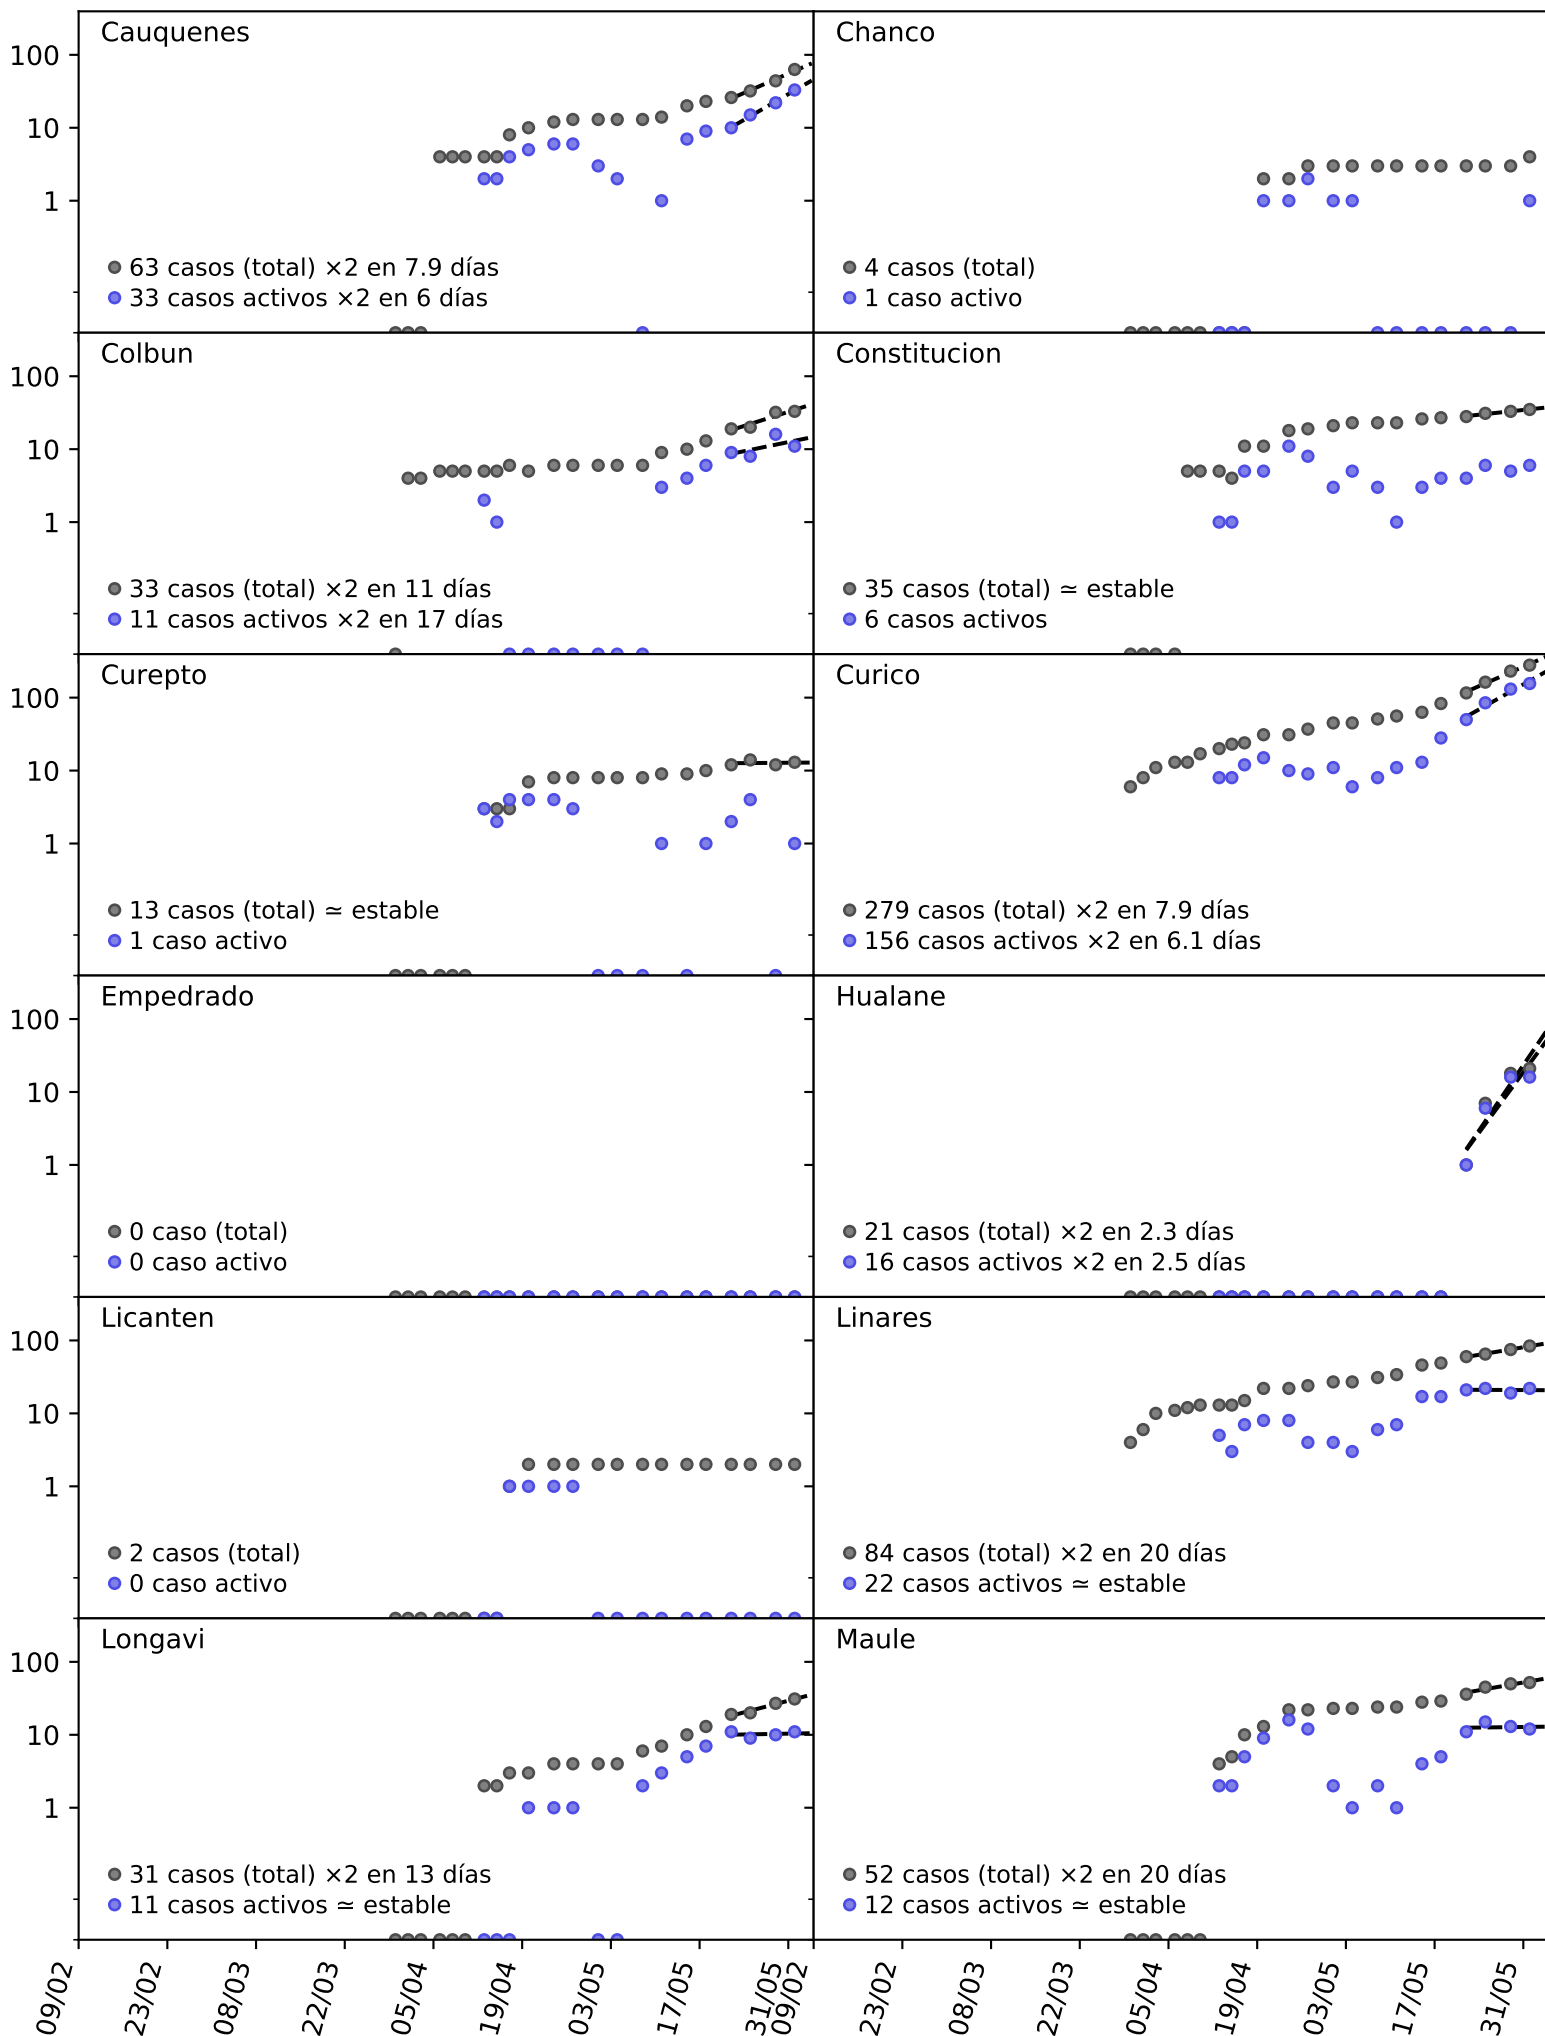 Cauquenes
100
10
1
63 casos (total) ×2 en 7.9 días
33 casos activos ×2 en 6 días
Chanco
4 casos (total)
1 caso activo
Colbun
100
10
1
33 casos (total) ×2 en 11 días
11 casos activos ×2 en 17 días
Constitucion
35 casos (total) ≃ estable
6 casos activos
Curepto
100
10
1
13 casos (total) ≃ estable
1 caso activo
Curico
279 casos (total) ×2 en 7.9 días
156 casos activos ×2 en 6.1 días
Empedrado
100
10
1
0 caso (total)
0 caso activo
Hualane
21 casos (total) ×2 en 2.3 días
16 casos activos ×2 en 2.5 días
Licanten
100
10
1
2 casos (total)
0 caso activo
Linares
84 casos (total) ×2 en 20 días
22 casos activos ≃ estable
Longavi
100
10
1
31 casos (total) ×2 en 13 días
11 casos activos ≃ estable
Maule
52 casos (total) ×2 en 20 días
12 casos activos ≃ estable
09/02
23/02
08/03
22/03
05/04
19/04
03/05
17/05
31/05
09/02
23/02
08/03
22/03
05/04
19/04
03/05
17/05
31/05